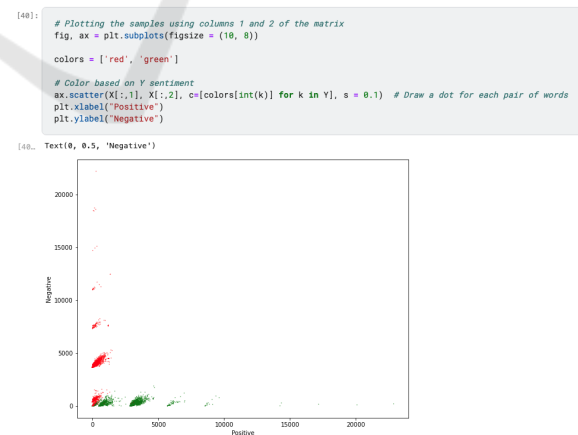 [40]:
# Plotting the samples using columns 1 and 2 of the matrix
fig, ax = plt.subplots(figsize = (10, 8))
colors = ['red', 'green']
# Color based on Y sentiment
ax.scatter(X[:,1], X[:,2], c=[colors[int(k)] for k in Y], s = 0.1)  # Draw a dot for each pair of words
plt.xlabel("Positive")
plt.ylabel("Negative")
[40… Text(0, 0.5, 'Negative')
20000
15000
10000
5000
0
Negative
0 5000 10000 15000 20000
Positive